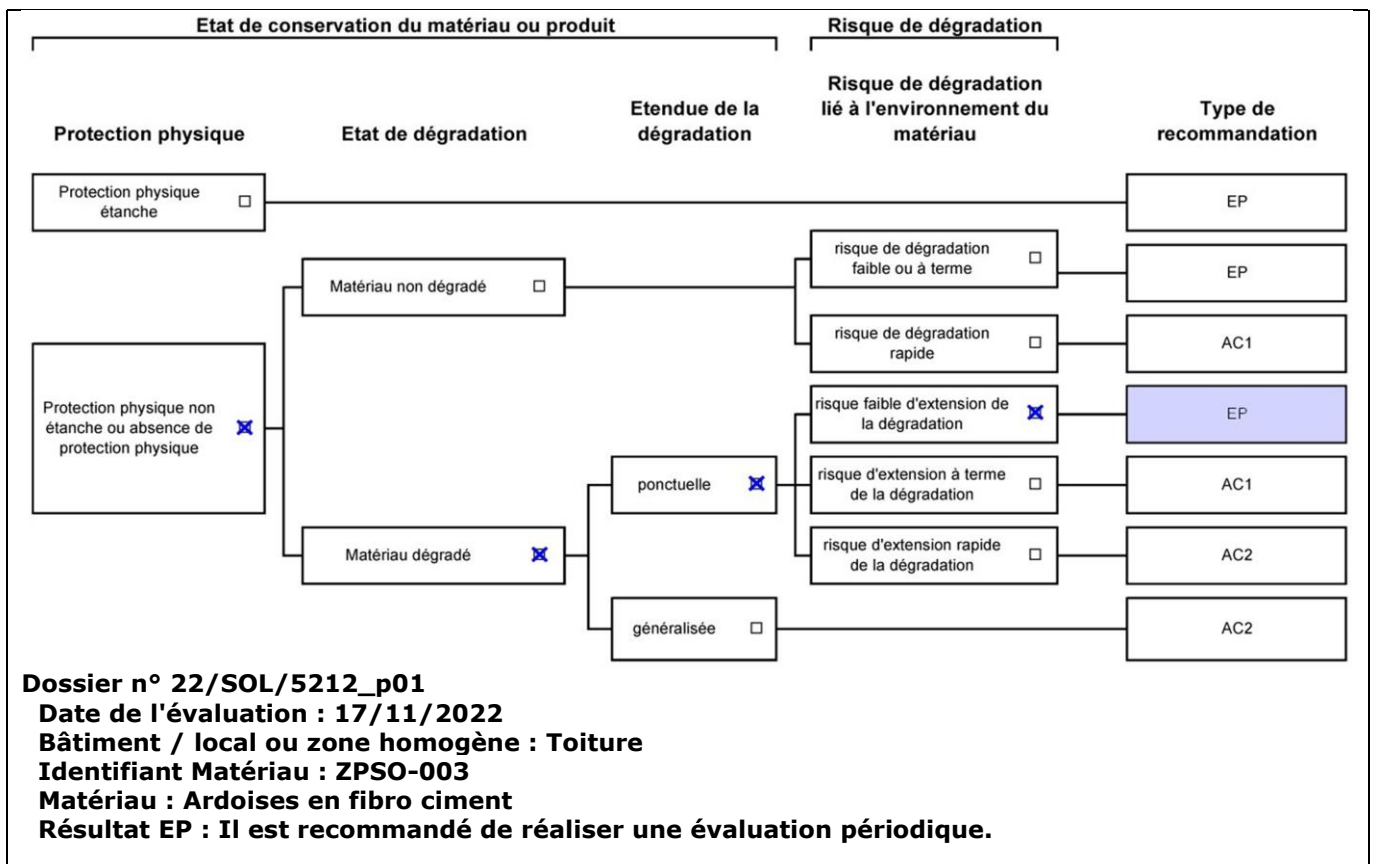 Etat de conservation du matériau ou produit
Risque de dégradation
Protection physique
Etat de dégradation
Etendue de la
dégradation
Risque de dégradation
lié à l'environnement du
matériau
Type de
recommandation
Protection physique
étanche
EP
Matériau non dégradé
risque de dégradation
faible ou à terme
EP
risque de dégradation
rapide
AC1
Protection physique non
étanche ou absence de
protection physique
risque faible d'extension de
la dégradation
EP
ponctuelle
risque d'extension à terme
de la dégradation
AC1
Matériau dégradé
risque d'extension rapide
de la dégradation
AC2
généralisée
AC2
Dossier n° 22/SOL/5212_p01
Date de l'évaluation : 17/11/2022
Bâtiment / local ou zone homogène : Toiture
Identifiant Matériau : ZPSO-003
Matériau : Ardoises en fibro ciment
Résultat EP : Il est recommandé de réaliser une évaluation périodique.